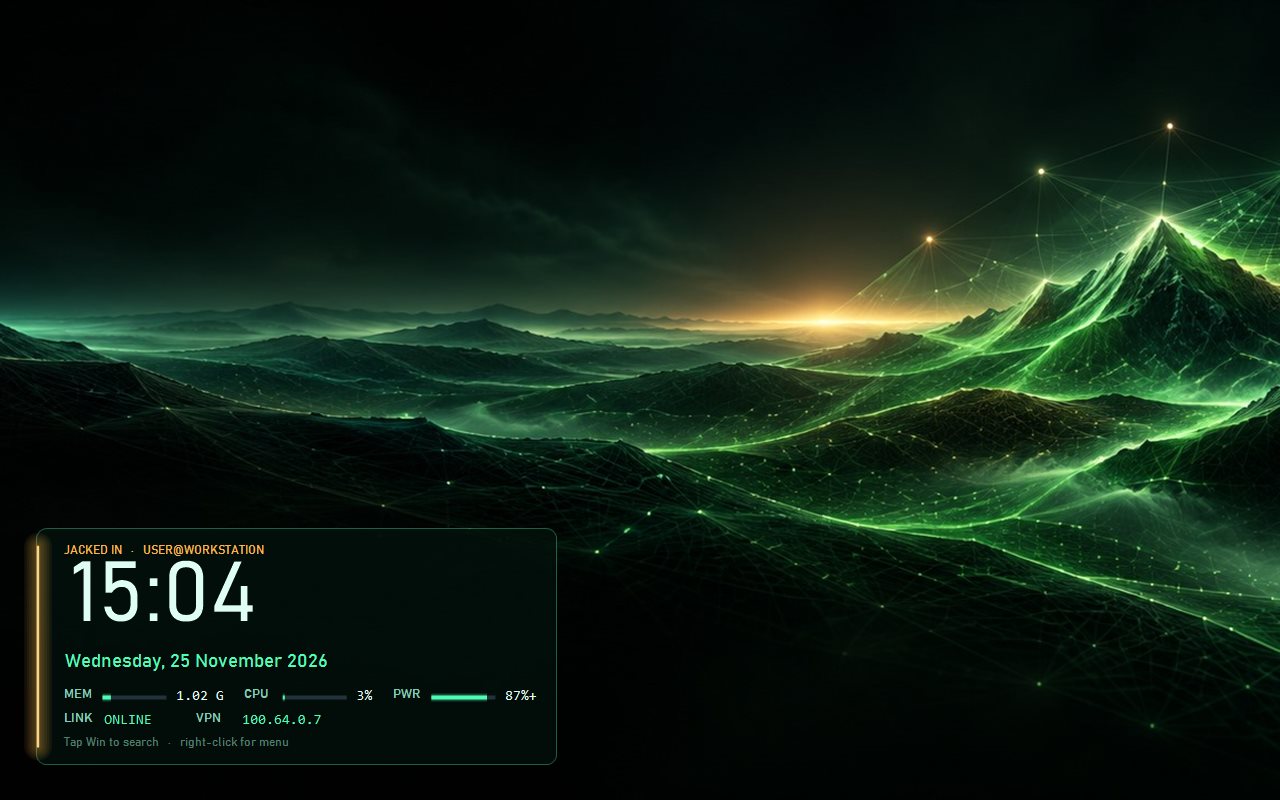 JACKED IN · USER@WORKSTATION
15:04
Wednesday, 25 November 2026
MEM 1.02 G CPU 3% PWR 87%+
LINK ONLINE VPN 100.64.0.7
Tap Win to search · right-click for menu